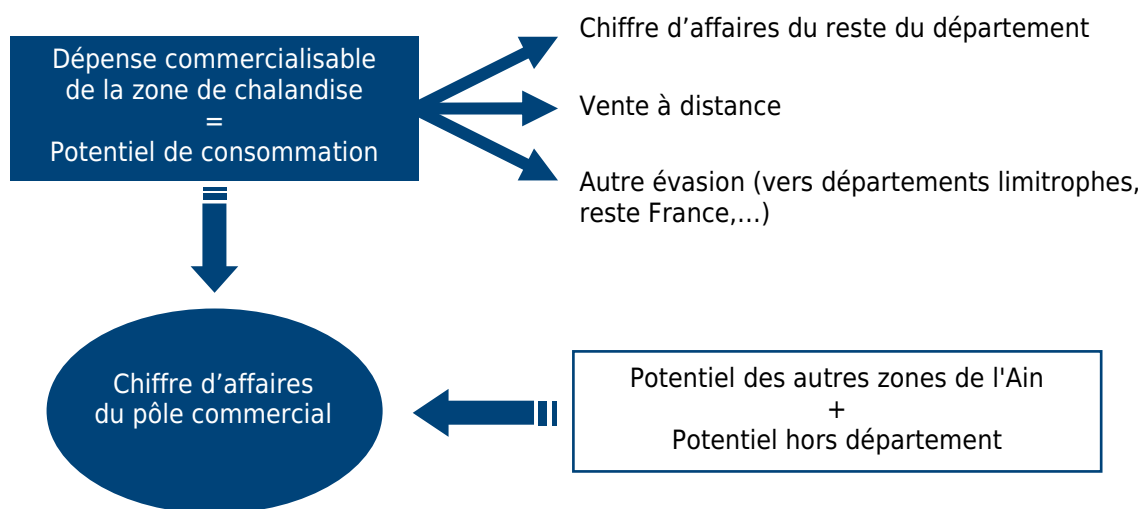 Dépense commercialisable
de la zone de chalandise
=
Potentiel de consommation
Chiffre d’affaires du reste du département
Vente à distance
Autre évasion (vers départements limitrophes,
reste France,...)
Chiffre d’affaires
du pôle commercial
Potentiel des autres zones de l'Ain
+
Potentiel hors département